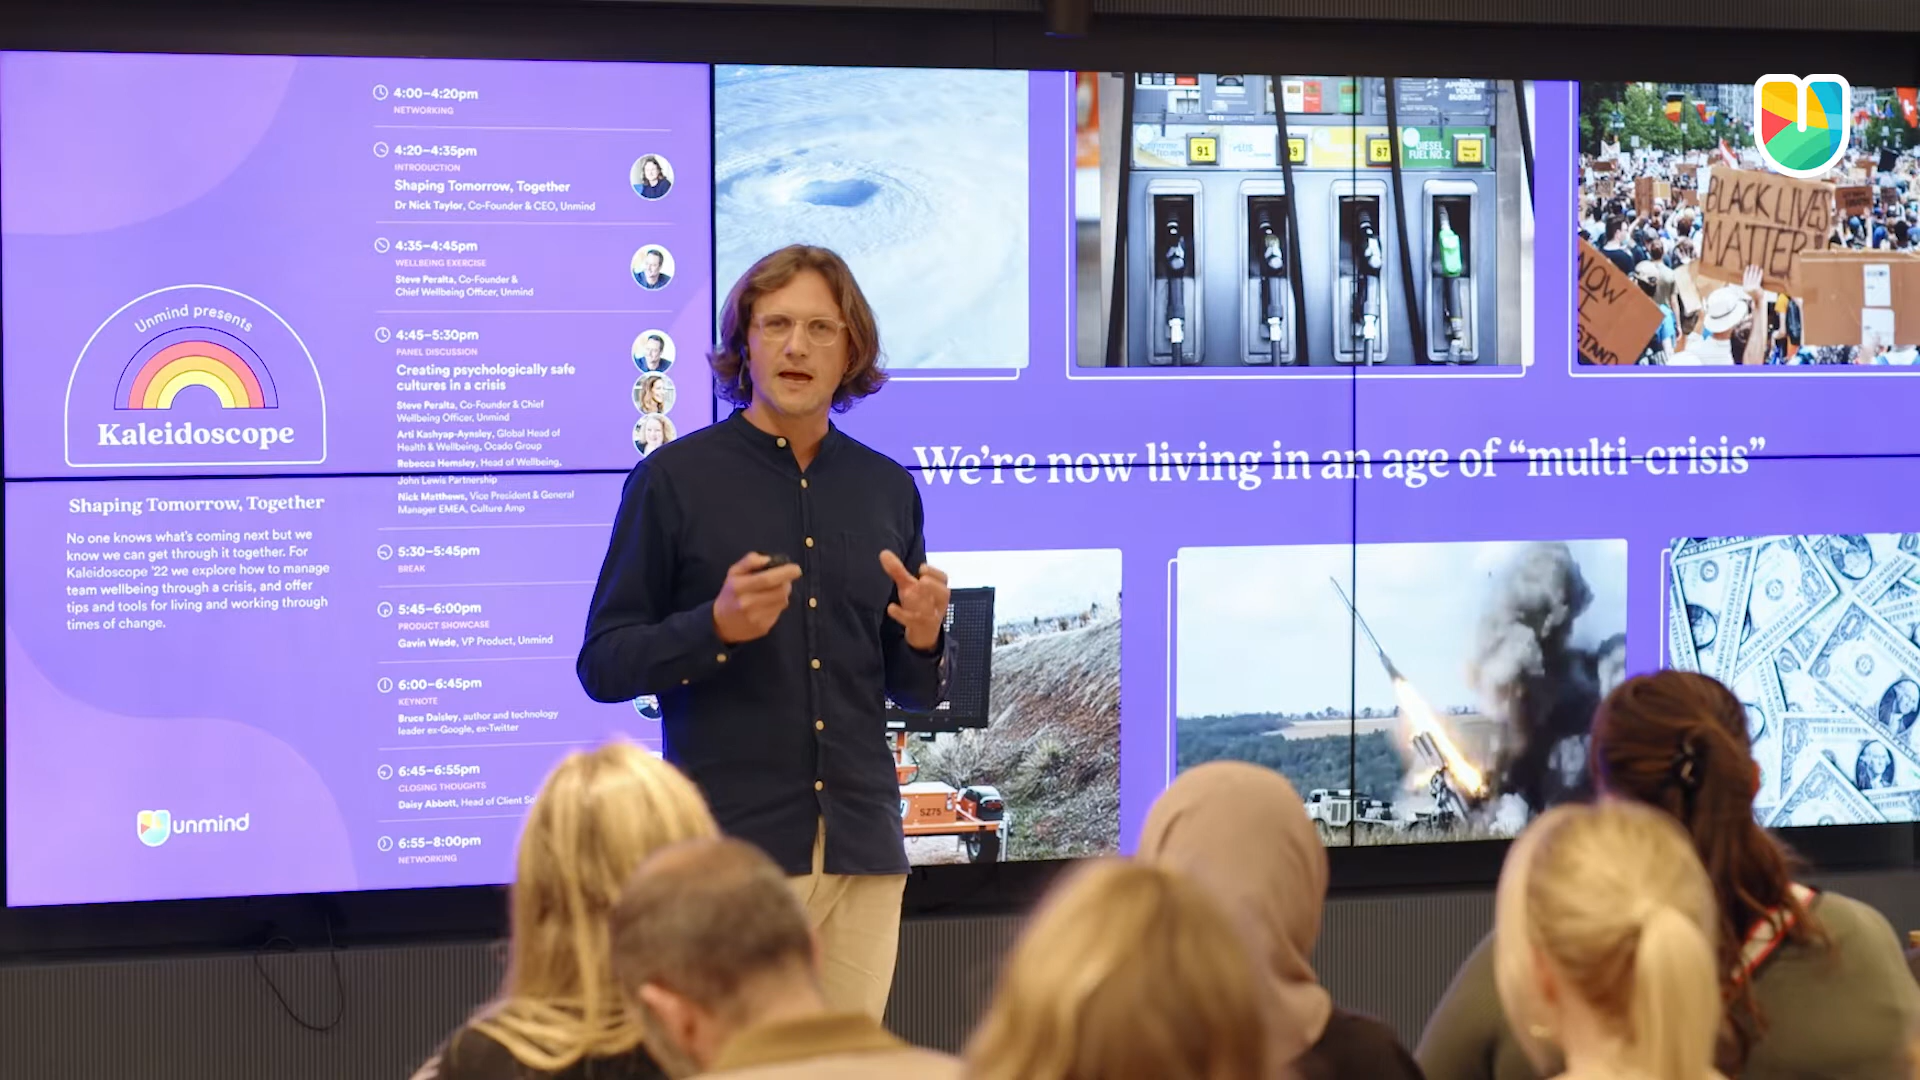 Unmind presents
Kaleidoscope
Shaping Tomorrow, Together
No one knows what's coming next but we
know we can get through it together. For
Kaleidoscope '22 we explore how to manage
team wellbeing through a crisis, and offer
tips and tools for living and working through
times of change.
unmind
4:00–4:20pm
NETWORKING
4:20–4:35pm
INTRODUCTION
Shaping Tomorrow, Together
Dr Nick Taylor, Co-Founder & CEO, Unmind
4:35–4:45pm
WELLBEING EXERCISE
Steve Peralta, Co-Founder &
Chief Wellbeing Officer, Unmind
4:45–5:30pm
PANEL DISCUSSION
Creating psychologically safe
cultures in a crisis
Steve Peralta, Co-Founder & Chief
Wellbeing Officer, Unmind
Arti Kashyap-Aynsley, Global Head of
Health & Wellbeing, Ocado Group
Rebecca Hemsley, Head of Wellbeing,
John Lewis Partnership
Nick Matthews, Vice President & General
Manager EMEA, Culture Amp
5:30–5:45pm
BREAK
5:45–6:00pm
PRODUCT SHOWCASE
Gavin Wade, VP Product, Unmind
6:00–6:45pm
KEYNOTE
Bruce Daisley, author and technology
leader ex-Google, ex-Twitter
6:45–6:55pm
CLOSING THOUGHTS
Daisy Abbott, Head of Client
6:55–8:00pm
NETWORKING
APPRECIATE
YOUR
BUSINESS
91
89
87
DIESEL
FUEL NO. 2
BLACK LIVES
MATTER
NOW
STAND
We're now living in an age of “multi-crisis”
SZ75